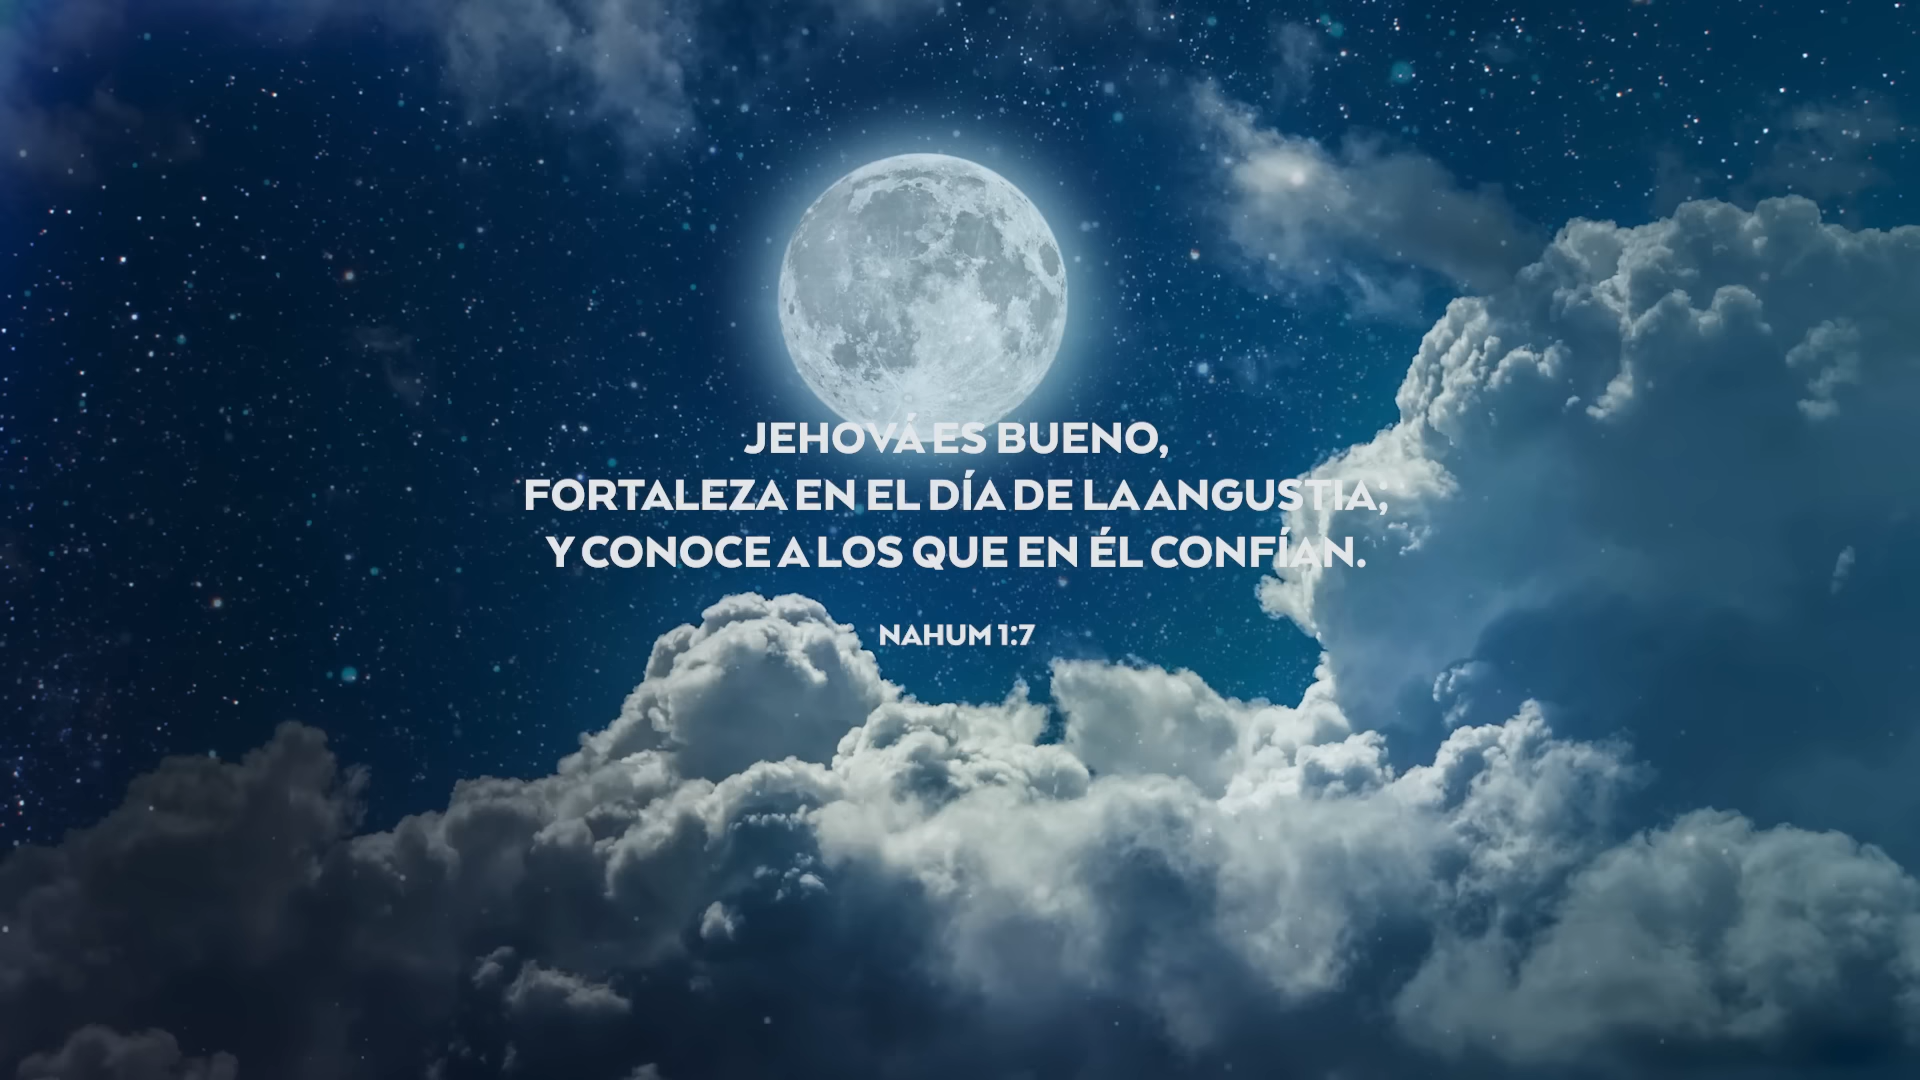 JEHOVÁ ES BUENO,
FORTALEZA EN EL DÍA DE LA ANGUSTIA;
Y CONOCE A LOS QUE EN ÉL CONFÍAN.
NAHUM 1:7